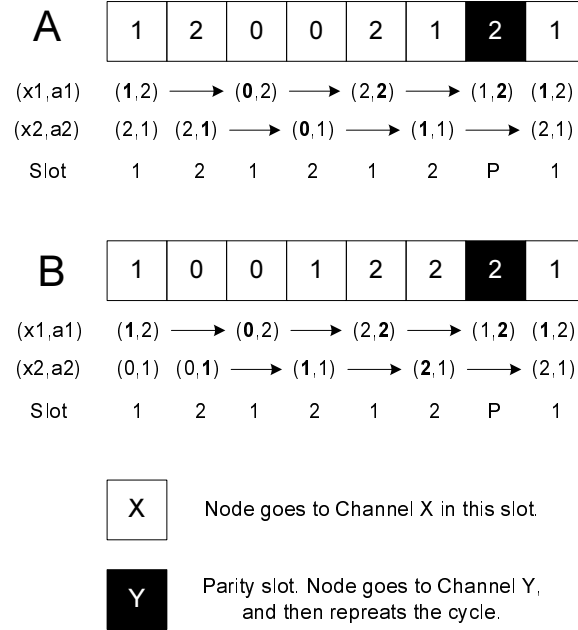 A 1 2 0 0 2 1 2 1
(x1,a1) (1,2) (0,2) (2,2) (1,2) (1,2)
(x2,a2) (2,1) (2,1) (0,1) (1,1) (2,1)
Slot 1 2 1 2 1 2 P 1
B 1 0 0 1 2 2 2 1
(x1,a1) (1,2) (0,2) (2,2) (1,2) (1,2)
(x2,a2) (0,1) (0,1) (1,1) (2,1) (2,1)
Slot 1 2 1 2 1 2 P 1
X Node goes to Channel X in this slot.
Y Parity slot. Node goes to Channel Y,
and then repreats the cycle.